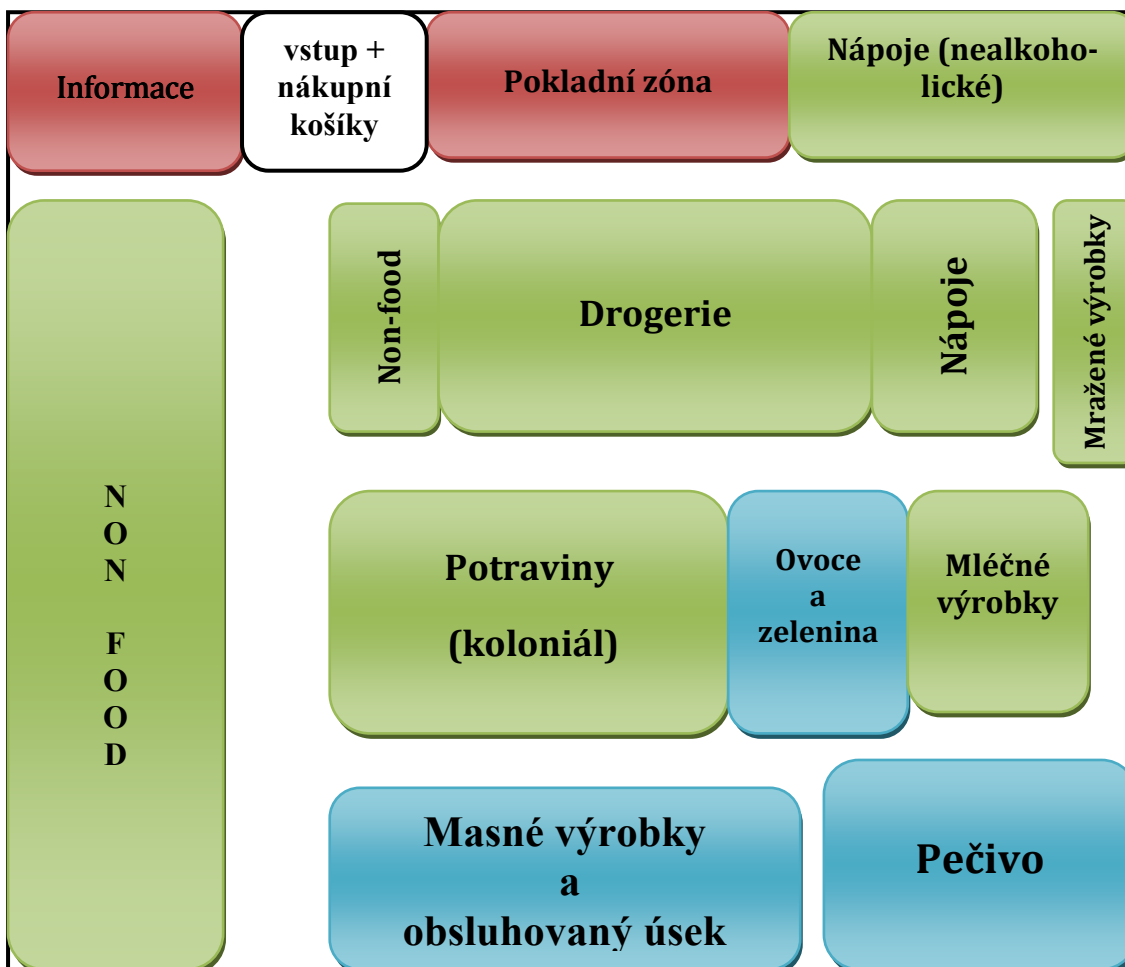 Informace
vstup +
nákupní
košíky
Pokladní zóna
Nápoje (nealkoho-
lické)
N
O
N
F
O
O
D
Non-food
Drogerie
Nápoje
Mražené výrobky
Potraviny
(koloniál)
Ovoce
a
zelenina
Mléčné
výrobky
Masné výrobky
a
obsluhovaný úsek
Pečivo